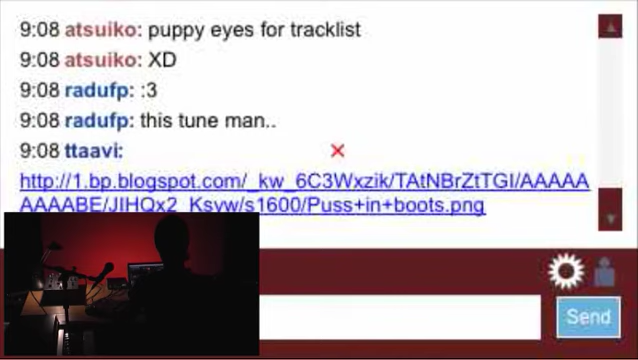 9:08 atsuiko: puppy eyes for tracklist
9:08 atsuiko: XD
9:08 radufp: :3
9:08 radufp: this tune man..
9:08 ttaavi:
http://1.bp.blogspot.com/_kw_6C3Wxzik/TAtNBrZtTGI/AAAAA
AAAABE/JIHQx2_Ksyw/s1600/Puss+in+boots.png
Send